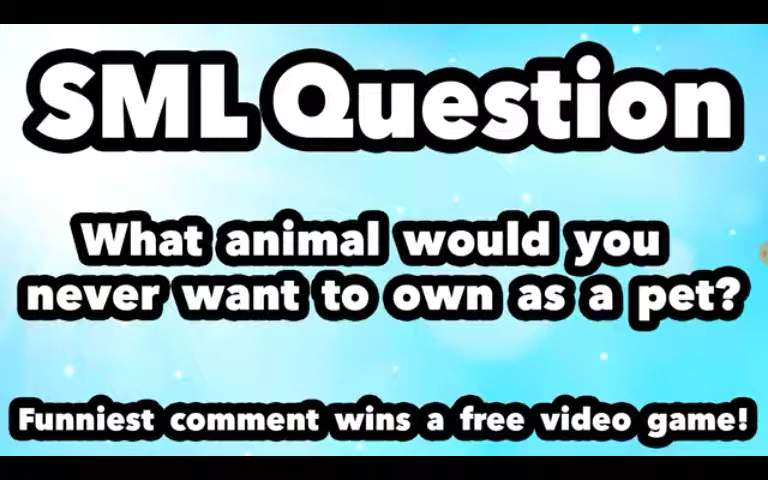 SML Question
What animal would you
never want to own as a pet?
Funniest comment wins a free video game!